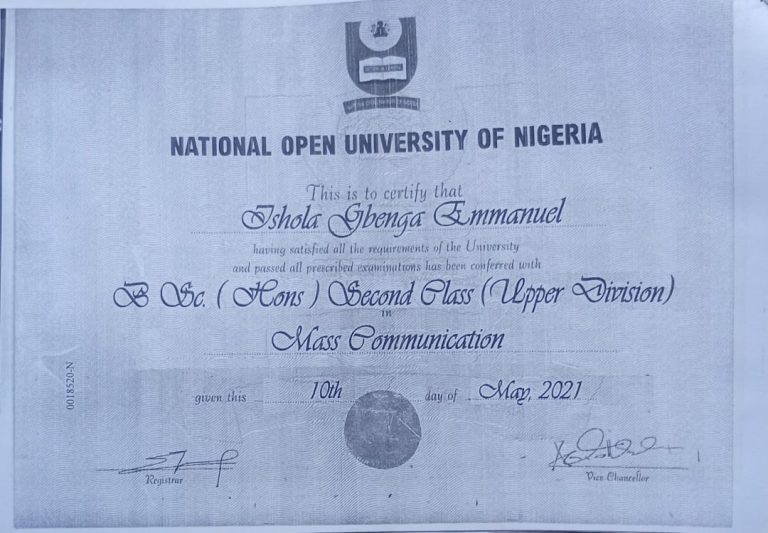 NATIONAL OPEN UNIVERSITY OF NIGERIA
This is to certify that
Ishola Gbenga Emmanuel
having satisfied all the requirements of the University
and passed all prescribed examinations has been conferred with
B Sc. ( Hons ) Second Class (Upper Division)
in
Mass Communication
0018520-N
given this 10th day of May, 2021
Registrar
Vice Chancellor